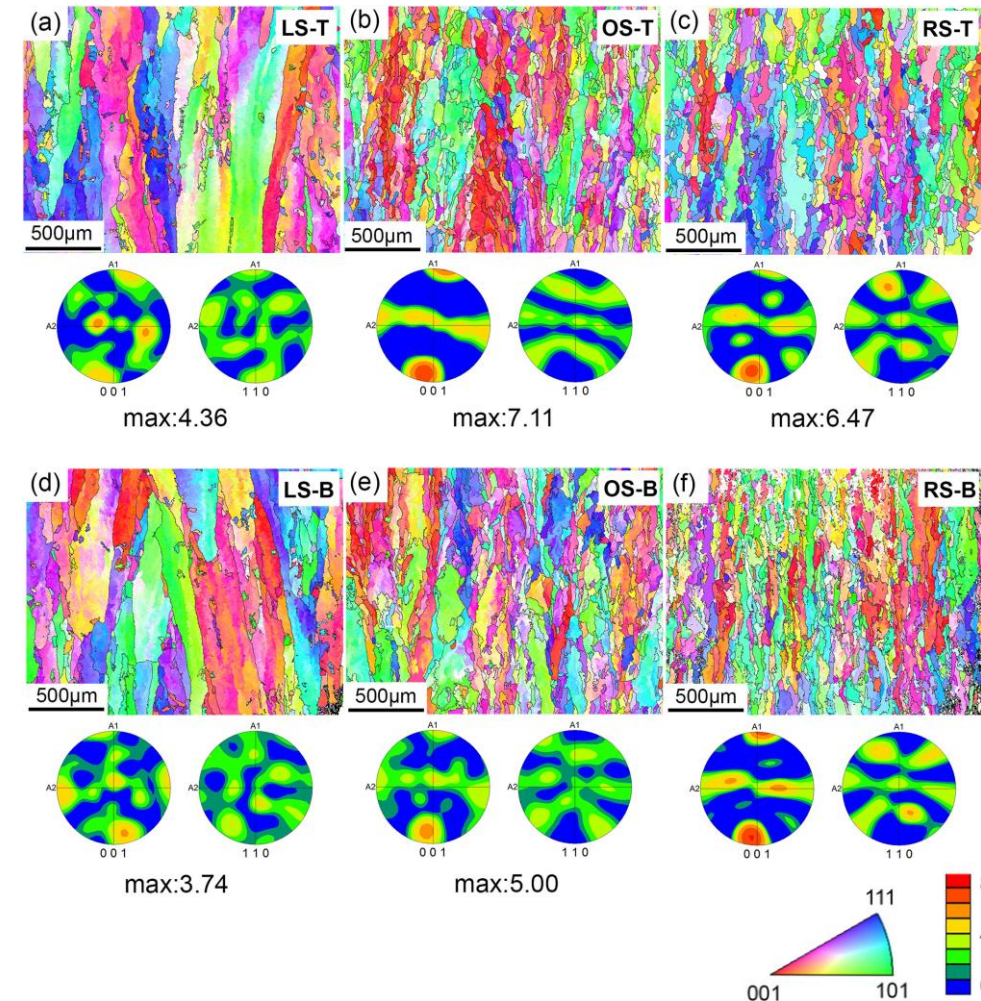 (a) LS-T
(b) OS-T
(c) RS-T
500μm
500μm
500μm
A1 A1 A1 A1 A1 A1
A2 A2 A2 A2 A2 A2
0 0 1 1 1 0 0 0 1 1 1 0 0 0 1 1 1 0
max:4.36
max:7.11
max:6.47
(d) LS-B
(e) OS-B
(f) RS-B
500μm
500μm
500μm
A1 A1 A1 A1 A1 A1
A2 A2 A2 A2 A2 A2
0 0 1 1 1 0 0 0 1 1 1 0 0 0 1 1 1 0
max:3.74
max:5.00
111
001
101